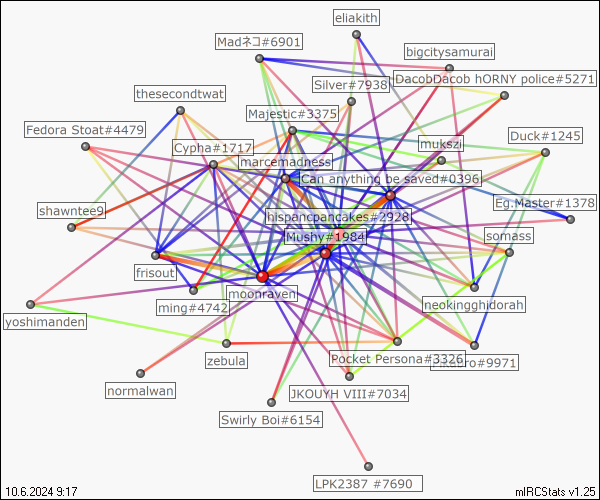 eliakith
Madネコ#6901
bigcitysamurai
DacobDacob hORNY police#5271
Silver#7938
thesecondtwat
Majestic#3375
Fedora Stoat#4479
Duck#1245
mukszi
Cypha#1717
marcemadness
Can anything be saved#0396
Eg.Master#1378
shawntee9
hispancpancakes#2928
Mushy#1984
somass
frisout
moonraven
neokingghidorah
ming#4742
yoshimanden
zebula
Pocket Persona#3326
#9971
normalwan
JKOUYH VIII#7034
Swirly Boi#6154
LPK2387 #7690
10.6.2024 9:17
mIRCStats v1.25